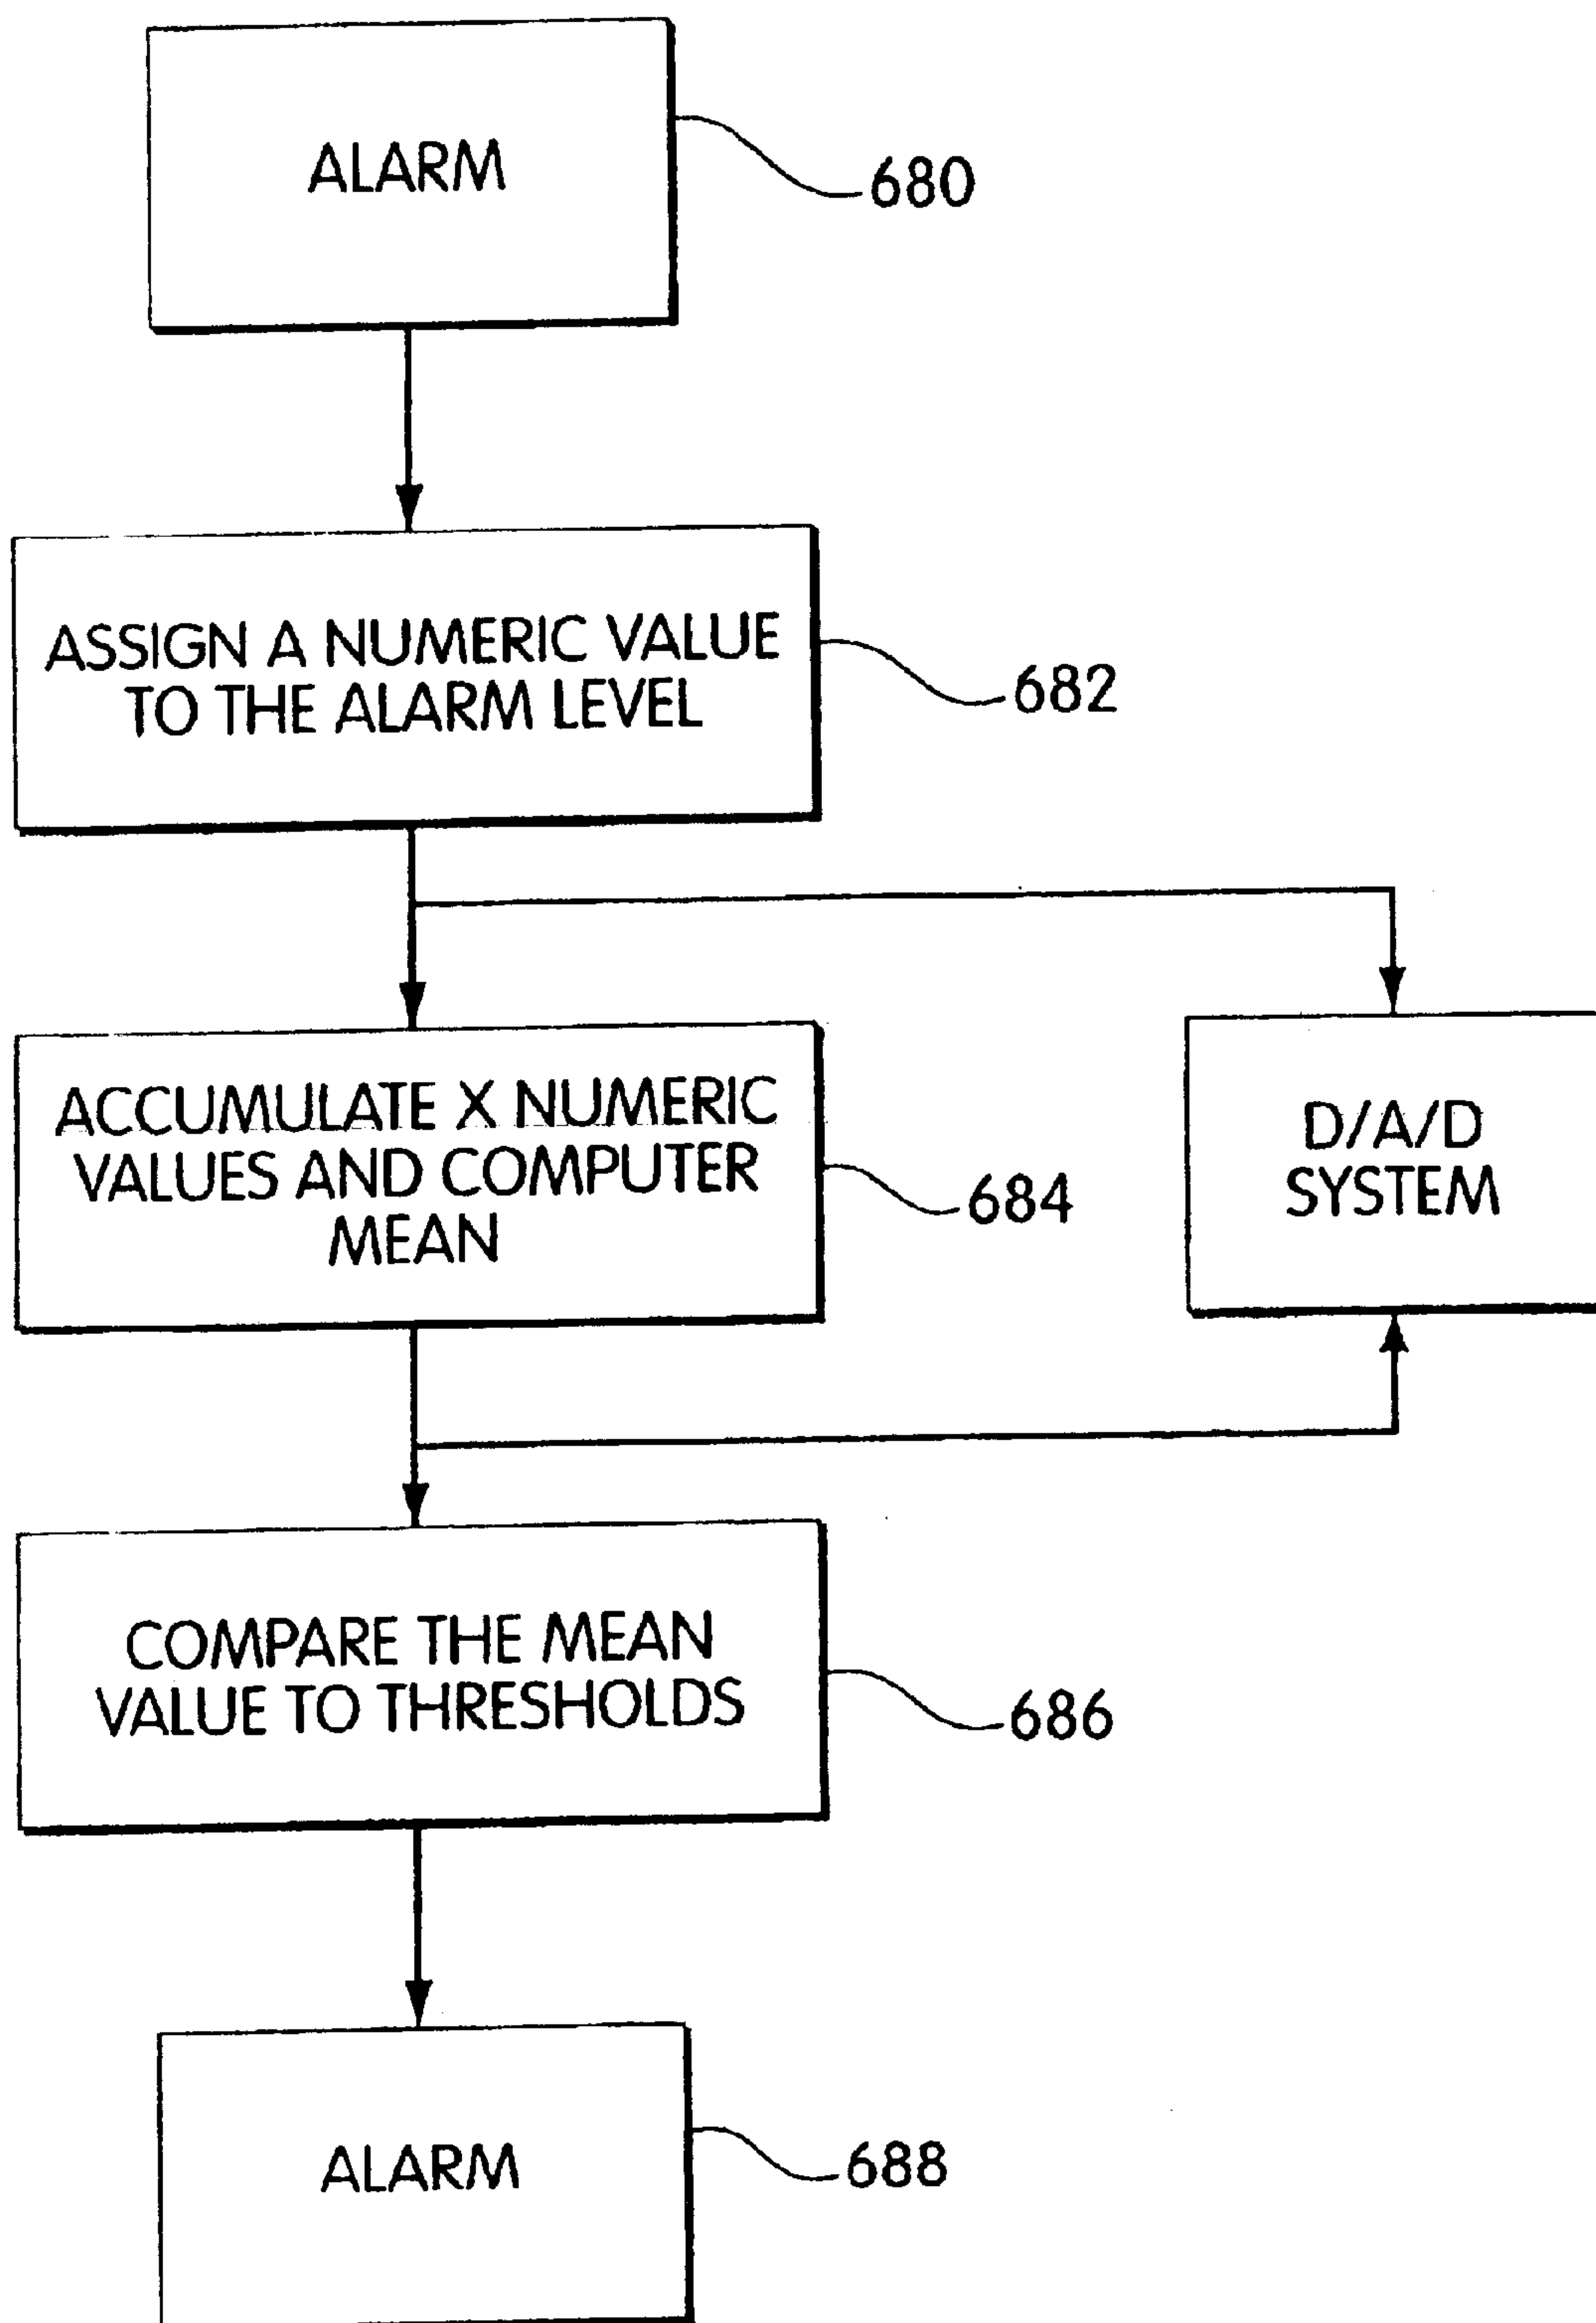 ALARM
680
ASSIGN A NUMERIC VALUE
TO THE ALARM LEVEL
682
ACCUMULATE X NUMERIC
VALUES AND COMPUTER
MEAN
684
D/A/D
SYSTEM
COMPARE THE MEAN
VALUE TO THRESHOLDS
686
ALARM
688